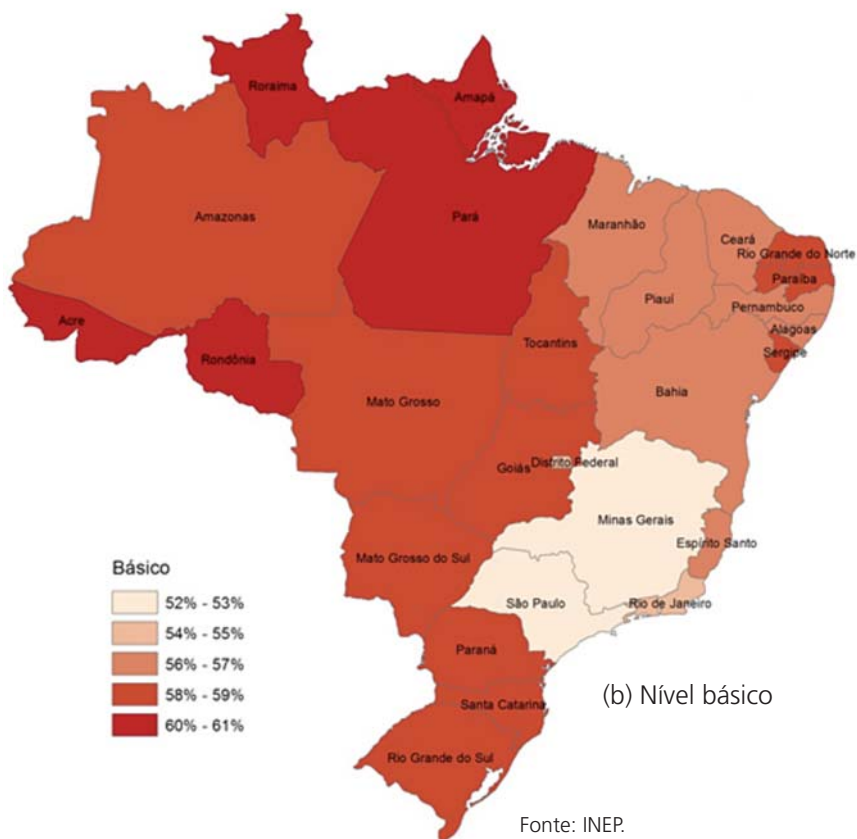 Roraima
Amapá
Amazonas
Pará
Maranhão
Ceará
Rio Grande do Norte
Paraíba
Piauí
Pernambuco
Acre
Alagoas
Rondônia
Tocantins
Sergipe
Bahia
Mato Grosso
Goiás
Distrito Federal
Minas Gerais
Espírito Santo
Mato Grosso do Sul
São Paulo
Rio de Janeiro
Paraná
Santa Catarina
Rio Grande do Sul
Básico
52% - 53%
54% - 55%
56% - 57%
58% - 59%
60% - 61%
(b) Nível básico
Fonte: INEP.